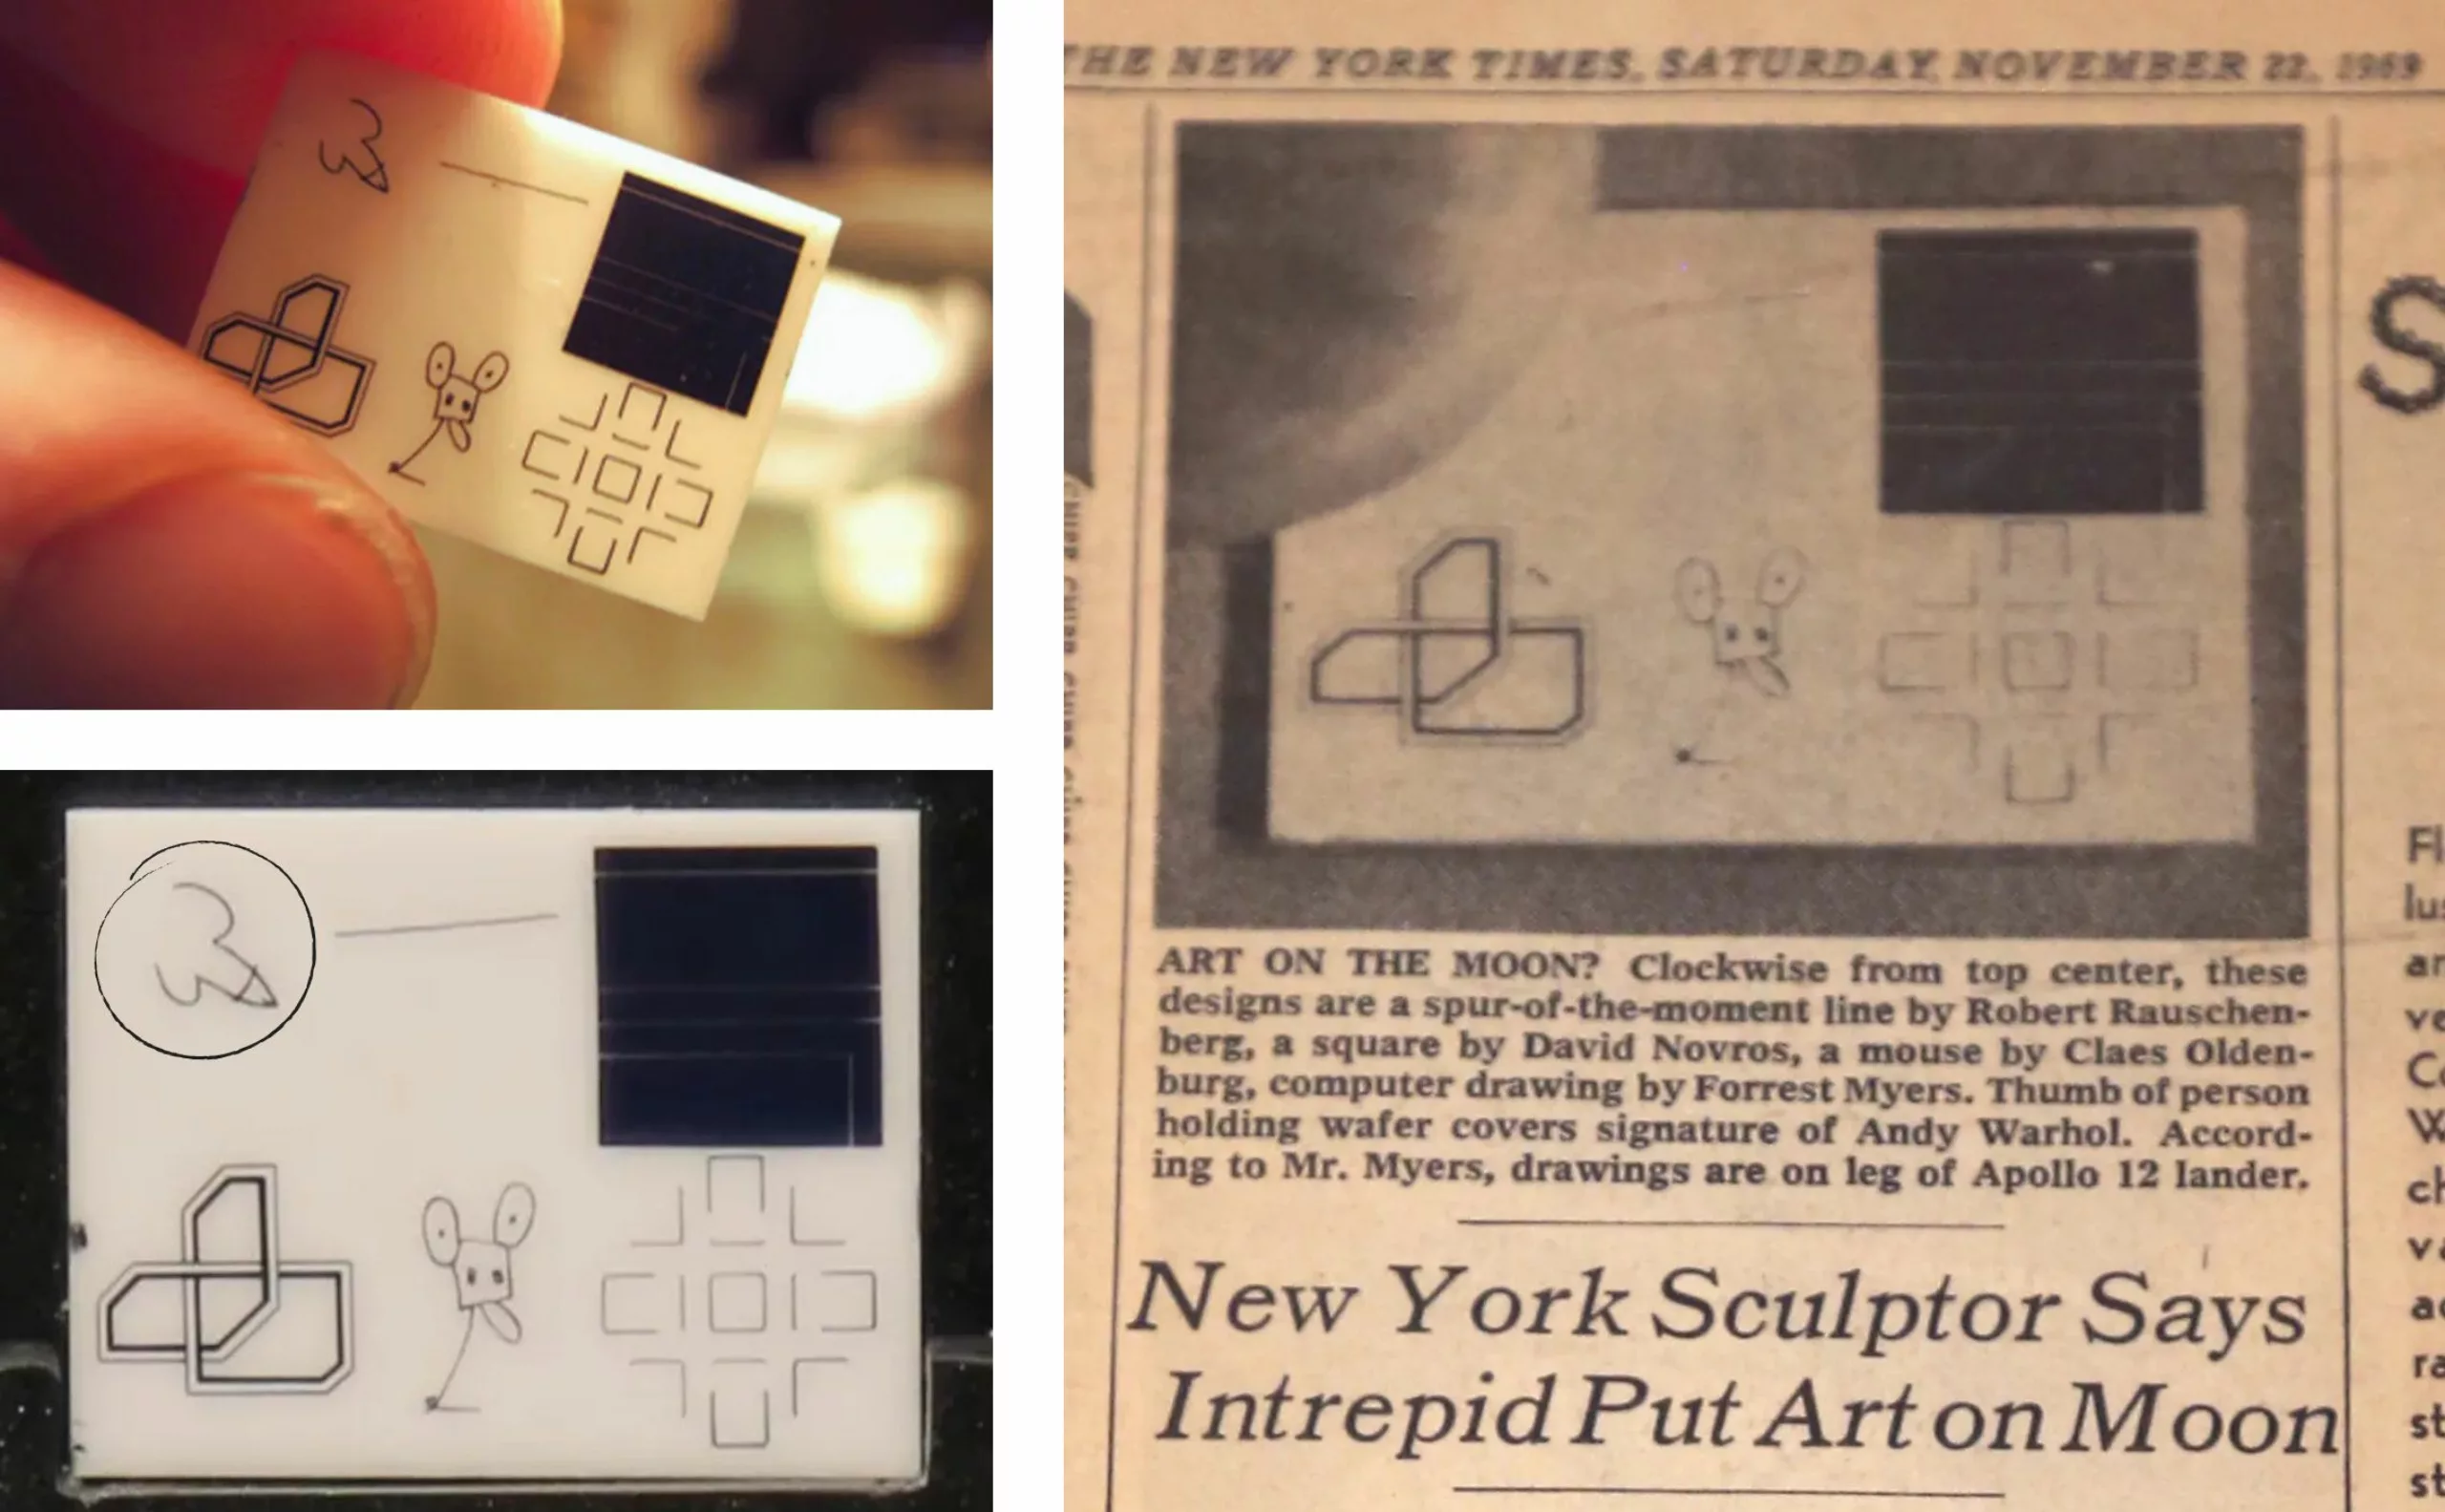 THE NEW YORK TIMES, SATURDAY, NOVEMBER 22, 1969
ART ON THE MOON? Clockwise from top center, these
designs are a spur-of-the-moment line by Robert Rauschen-
berg, a square by David Novros, a mouse by Claes Olden-
burg, computer drawing by Forrest Myers. Thumb of person
holding wafer covers signature of Andy Warhol. Accord-
ing to Mr. Myers, drawings are on leg of Apollo 12 lander.
New York Sculptor Says
Intrepid Put Art on Moon